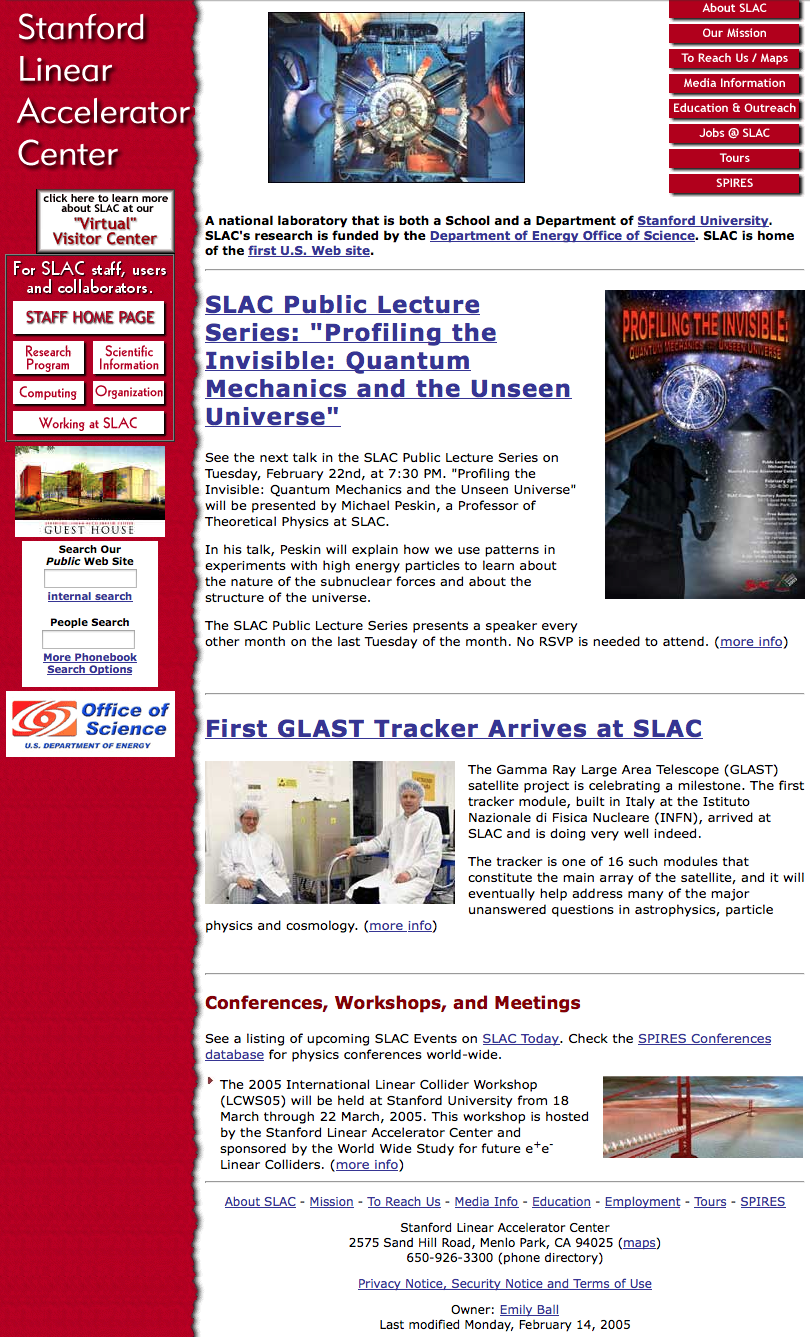 Stanford
Linear
Accelerator
Center
click here to learn more
about SLAC at our
"Virtual"
Visitor Center
For SLAC staff, users
and collaborators.
STAFF HOME PAGE
Research
Program
Scientific
Information
Computing
Organization
Working at SLAC
STANFORD LINEAR ACCELERATOR CENTER
GUEST HOUSE
Search Our
Public Web Site
internal search
People Search
More Phonebook
Search Options
Office of
Science
U.S. DEPARTMENT OF ENERGY
About SLAC
Our Mission
To Reach Us / Maps
Media Information
Education & Outreach
Jobs @ SLAC
Tours
SPIRES
A national laboratory that is both a School and a Department of Stanford University.
SLAC's research is funded by the Department of Energy Office of Science. SLAC is home
of the first U.S. Web site.
SLAC Public Lecture
Series: "Profiling the
Invisible: Quantum
Mechanics and the Unseen
Universe"
PROFILING THE INVISIBLE:
QUANTUM MECHANICS AND THE UNSEEN UNIVERSE
Public Lecture by
Michael Peskin
February 22nd
7:30-8:30 pm
Free Admission
See the next talk in the SLAC Public Lecture Series on
Tuesday, February 22nd, at 7:30 PM. "Profiling the
Invisible: Quantum Mechanics and the Unseen Universe"
will be presented by Michael Peskin, a Professor of
Theoretical Physics at SLAC.
In his talk, Peskin will explain how we use patterns in
experiments with high energy particles to learn about
the nature of the subnuclear forces and about the
structure of the universe.
The SLAC Public Lecture Series presents a speaker every
other month on the last Tuesday of the month. No RSVP is needed to attend. (more info)
First GLAST Tracker Arrives at SLAC
The Gamma Ray Large Area Telescope (GLAST)
satellite project is celebrating a milestone. The first
tracker module, built in Italy at the Istituto
Nazionale di Fisica Nucleare (INFN), arrived at
SLAC and is doing very well indeed.
The tracker is one of 16 such modules that
constitute the main array of the satellite, and it will
eventually help address many of the major
unanswered questions in astrophysics, particle
physics and cosmology. (more info)
Conferences, Workshops, and Meetings
See a listing of upcoming SLAC Events on SLAC Today. Check the SPIRES Conferences
database for physics conferences world-wide.
The 2005 International Linear Collider Workshop
(LCWS05) will be held at Stanford University from 18
March through 22 March, 2005. This workshop is hosted
by the Stanford Linear Accelerator Center and
sponsored by the World Wide Study for future e+e-
Linear Colliders. (more info)
About SLAC - Mission - To Reach Us - Media Info - Education - Employment - Tours - SPIRES
Stanford Linear Accelerator Center
2575 Sand Hill Road, Menlo Park, CA 94025 (maps)
650-926-3300 (phone directory)
Privacy Notice, Security Notice and Terms of Use
Owner: Emily Ball
Last modified Monday, February 14, 2005